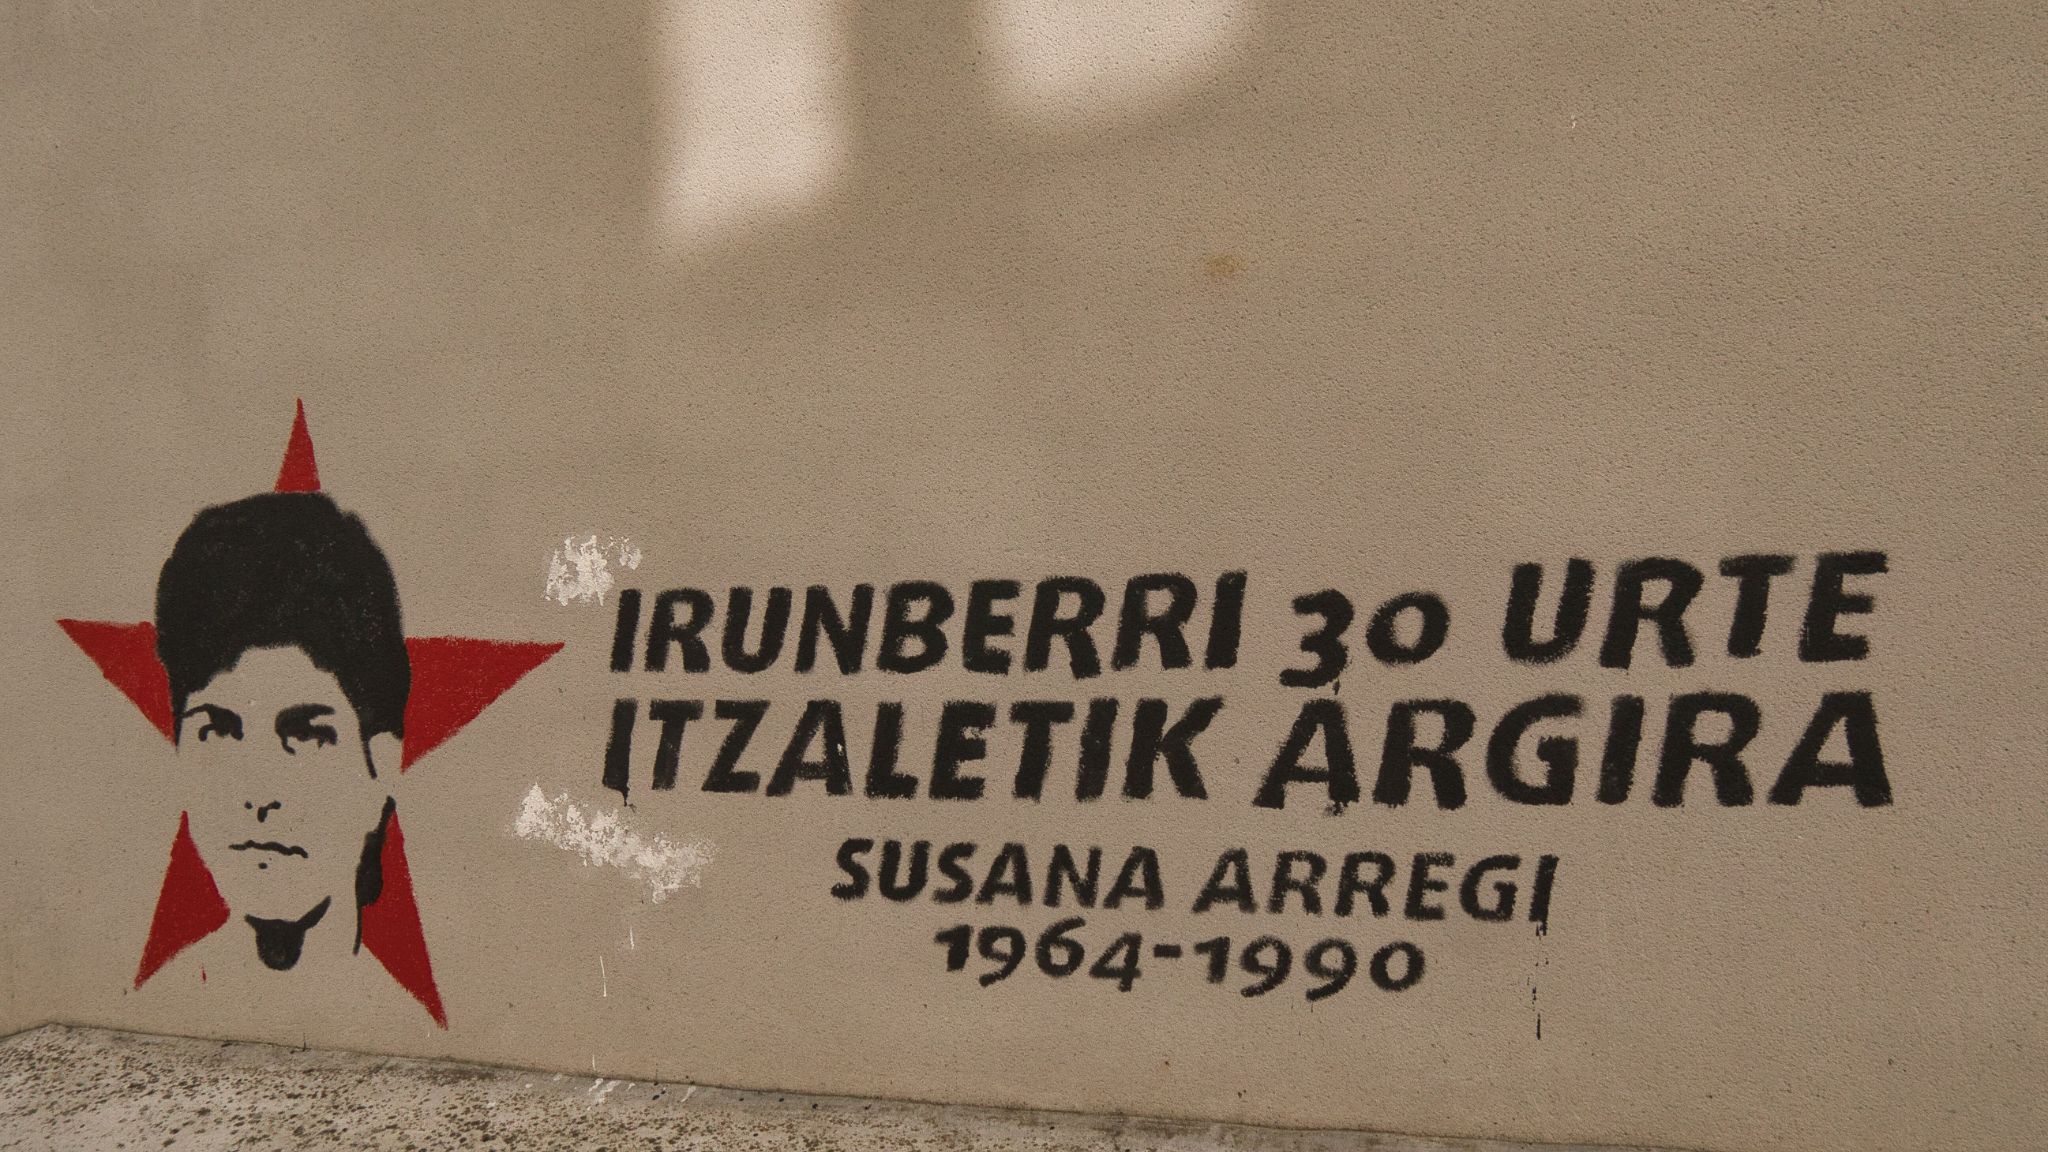 IRUNBERRI 30 URTE
ITZALETIK ARGIRA
SUSANA ARREGI
1964-1990